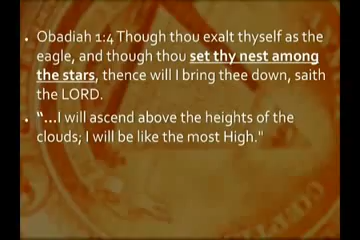 Obadiah 1:4 Though thou exalt thyself as the
eagle, and though thou set thy nest among
the stars, thence will I bring thee down, saith
the LORD.
"...I will ascend above the heights of the
clouds; I will be like the most High."